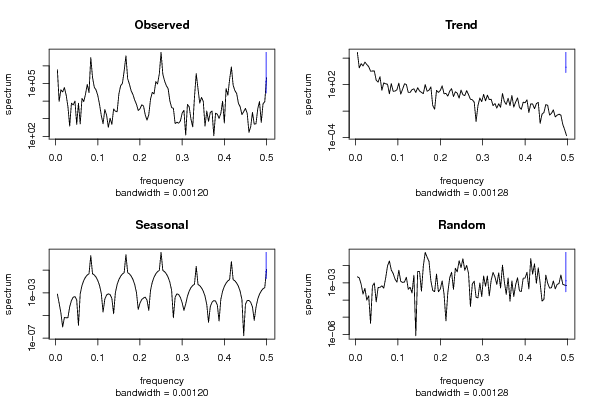 Observed
spectrum
1e+02 1e+05
0.0 0.1 0.2 0.3 0.4 0.5
frequency
bandwidth = 0.00120
Trend
spectrum
1e-04 1e+02
0.0 0.1 0.2 0.3 0.4 0.5
frequency
bandwidth = 0.00128
Seasonal
spectrum
1e-07 1e-03
0.0 0.1 0.2 0.3 0.4 0.5
frequency
bandwidth = 0.00120
Random
spectrum
1e-06 1e-03
0.0 0.1 0.2 0.3 0.4 0.5
frequency
bandwidth = 0.00128